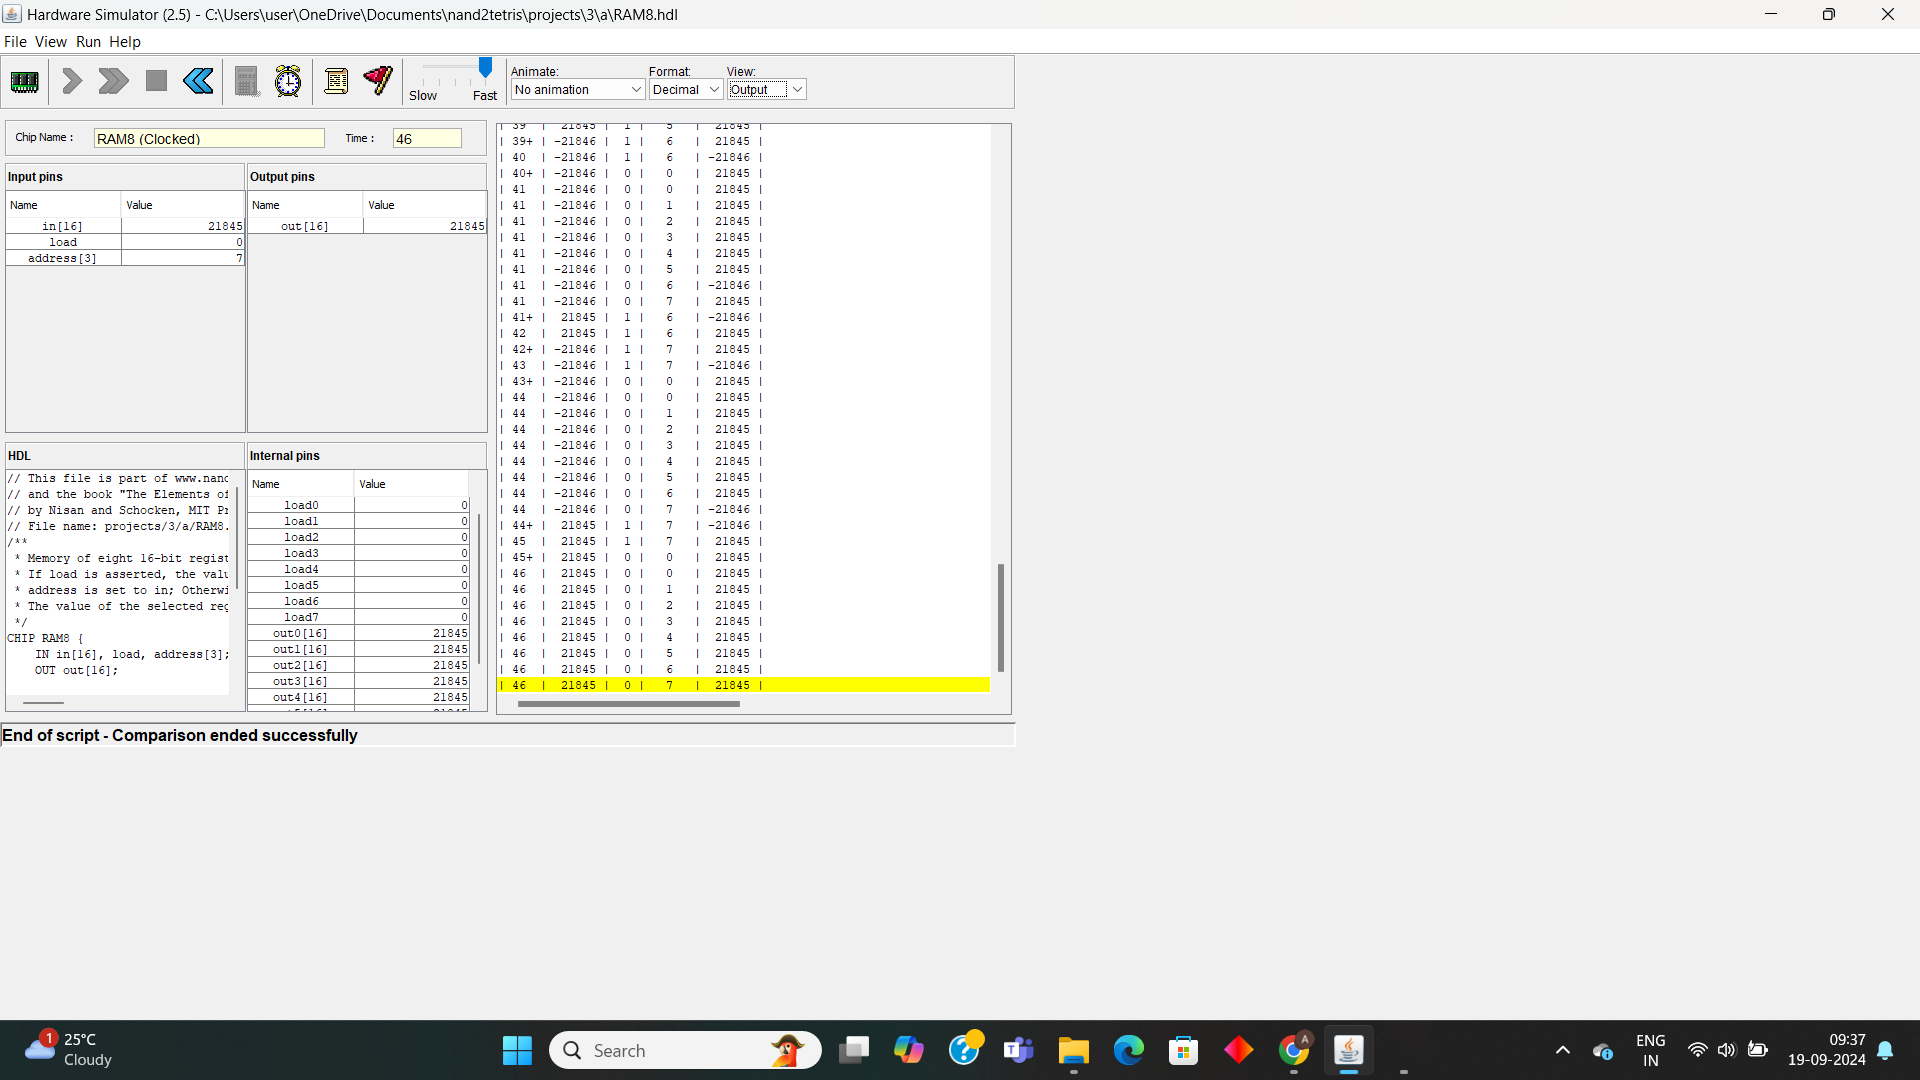 Hardware Simulator (2.5) - C:\Users\user\OneDrive\Documents\nand2tetris\projects\3\a\RAM8.hdl
File View Run Help
Slow Fast
Animate: Format: View:
No animation Decimal Output
Chip Name : RAM8 (Clocked) Time : 46
Input pins
Name Value
in[16] 21845
load 0
address[3] 7
Output pins
Name Value
out[16] 21845
HDL
// This file is part of www.nand
// and the book "The Elements of
// by Nisan and Schocken, MIT Pr
// File name: projects/3/a/RAM8.
/**
* Memory of eight 16-bit regist
* If load is asserted, the valu
* address is set to in; Otherwi
* The value of the selected reg
*/
CHIP RAM8 {
IN in[16], load, address[3];
OUT out[16];
Internal pins
Name Value
load0 0
load1 0
load2 0
load3 0
load4 0
load5 0
load6 0
load7 0
out0[16] 21845
out1[16] 21845
out2[16] 21845
out3[16] 21845
out4[16] 21845
| 39 | 21845 | 1 | 5 | 21845 |
| 39+ | -21846 | 1 | 6 | 21845 |
| 40 | -21846 | 1 | 6 | -21846 |
| 40+ | -21846 | 0 | 0 | 21845 |
| 41 | -21846 | 0 | 0 | 21845 |
| 41 | -21846 | 0 | 1 | 21845 |
| 41 | -21846 | 0 | 2 | 21845 |
| 41 | -21846 | 0 | 3 | 21845 |
| 41 | -21846 | 0 | 4 | 21845 |
| 41 | -21846 | 0 | 5 | 21845 |
| 41 | -21846 | 0 | 6 | -21846 |
| 41 | -21846 | 0 | 7 | 21845 |
| 41+ | 21845 | 1 | 6 | -21846 |
| 42 | 21845 | 1 | 6 | 21845 |
| 42+ | -21846 | 1 | 7 | 21845 |
| 43 | -21846 | 1 | 7 | -21846 |
| 43+ | -21846 | 0 | 0 | 21845 |
| 44 | -21846 | 0 | 0 | 21845 |
| 44 | -21846 | 0 | 1 | 21845 |
| 44 | -21846 | 0 | 2 | 21845 |
| 44 | -21846 | 0 | 3 | 21845 |
| 44 | -21846 | 0 | 4 | 21845 |
| 44 | -21846 | 0 | 5 | 21845 |
| 44 | -21846 | 0 | 6 | 21845 |
| 44 | -21846 | 0 | 7 | -21846 |
| 44+ | 21845 | 1 | 7 | -21846 |
| 45 | 21845 | 1 | 7 | 21845 |
| 45+ | 21845 | 0 | 0 | 21845 |
| 46 | 21845 | 0 | 0 | 21845 |
| 46 | 21845 | 0 | 1 | 21845 |
| 46 | 21845 | 0 | 2 | 21845 |
| 46 | 21845 | 0 | 3 | 21845 |
| 46 | 21845 | 0 | 4 | 21845 |
| 46 | 21845 | 0 | 5 | 21845 |
| 46 | 21845 | 0 | 6 | 21845 |
| 46 | 21845 | 0 | 7 | 21845 |
End of script - Comparison ended successfully
1
25°C
Cloudy
Search
A
ENG
IN
09:37
19-09-2024